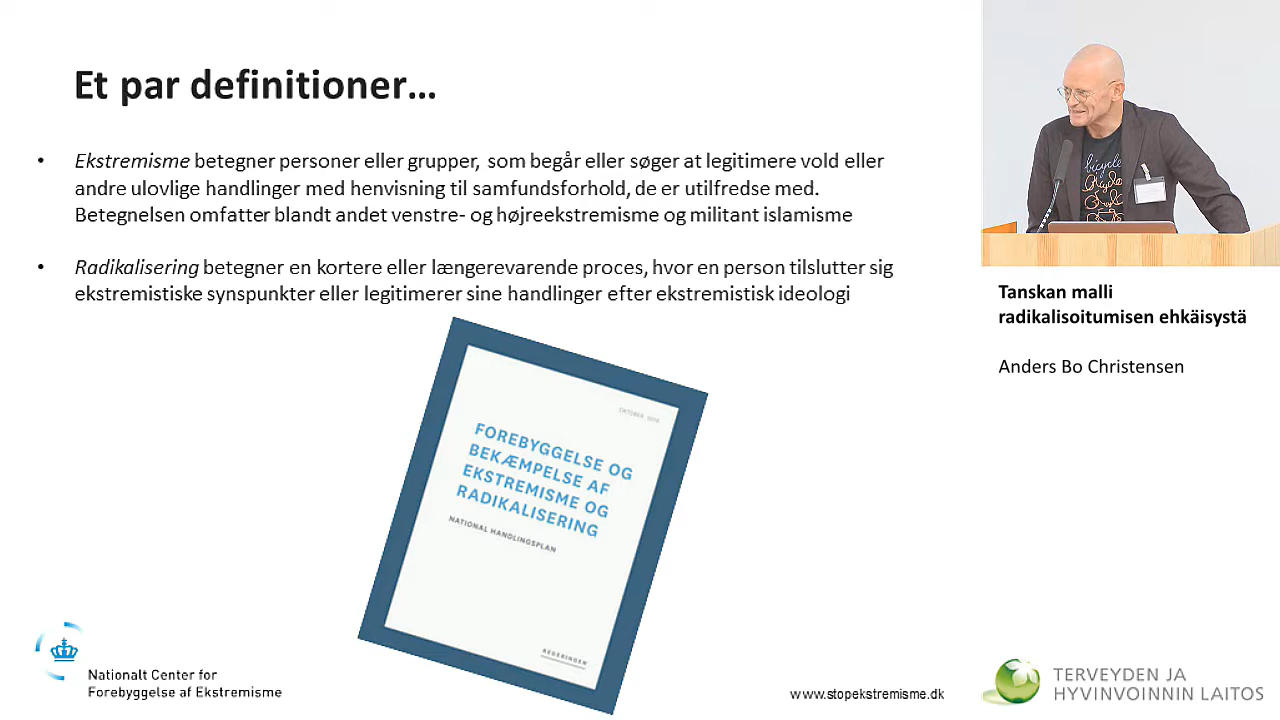 Et par definitioner…
• Ekstremisme betegner personer eller grupper, som begår eller søger at legitimere vold eller
andre ulovlige handlinger med henvisning til samfundsforhold, de er utilfredse med.
Betegnelsen omfatter blandt andet venstre- og højreekstremisme og militant islamisme
• Radikalisering betegner en kortere eller længerevarende proces, hvor en person tilslutter sig
ekstremistiske synspunkter eller legitimerer sine handlinger efter ekstremistisk ideologi
FOREBYGGELSE OG
BEKÆMPELSE AF
EKSTREMISME OG
RADIKALISERING
NATIONAL HANDLINGSPLAN
REGERINGEN
Nationalt Center for
Forebyggelse af Ekstremisme
www.stopekstremisme.dk
bicycle
Tanskan malli
radikalisoitumisen ehkäisystä
Anders Bo Christensen
TERVEYDEN JA
HYVINVOINNIN LAITOS